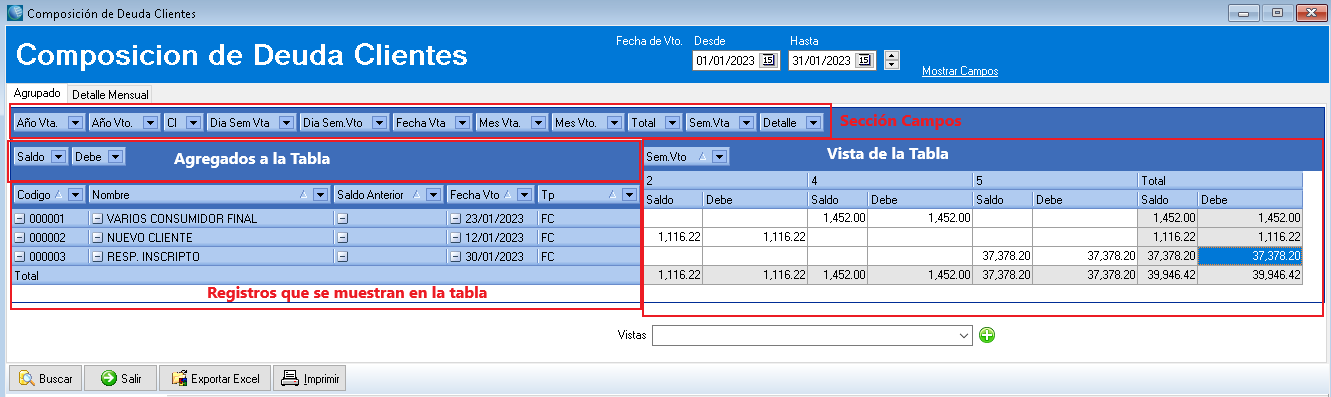 Composición de Deuda Clientes
Composicion de Deuda Clientes
Fecha de Vto. Desde Hasta
01/01/2023 15 31/01/2023 15
Mostrar Campos
Agrupado Detalle Mensual
Año Vta. Año Vto. Cl Dia Sem Vta Dia Sem.Vto Fecha Vta Mes Vta. Mes Vto. Total Sem.Vta Detalle Sección Campos
Saldo Debe Agregados a la Tabla Sem.Vto Vista de la Tabla
2 4 5 Total
Codigo Nombre Saldo Anterior Fecha Vto Tp Saldo Debe Saldo Debe Saldo Debe Saldo Debe
000001 VARIOS CONSUMIDOR FINAL 23/01/2023 FC 1,452.00 1,452.00 1,452.00 1,452.00
000002 NUEVO CLIENTE 12/01/2023 FC 1,116.22 1,116.22 1,116.22 1,116.22
000003 RESP. INSCRIPTO 30/01/2023 FC 37,378.20 37,378.20 37,378.20 37,378.20
Total 1,116.22 1,116.22 1,452.00 1,452.00 37,378.20 37,378.20 39,946.42 39,946.42
Registros que se muestran en la tabla
Vistas
Buscar Salir Exportar Excel Imprimir